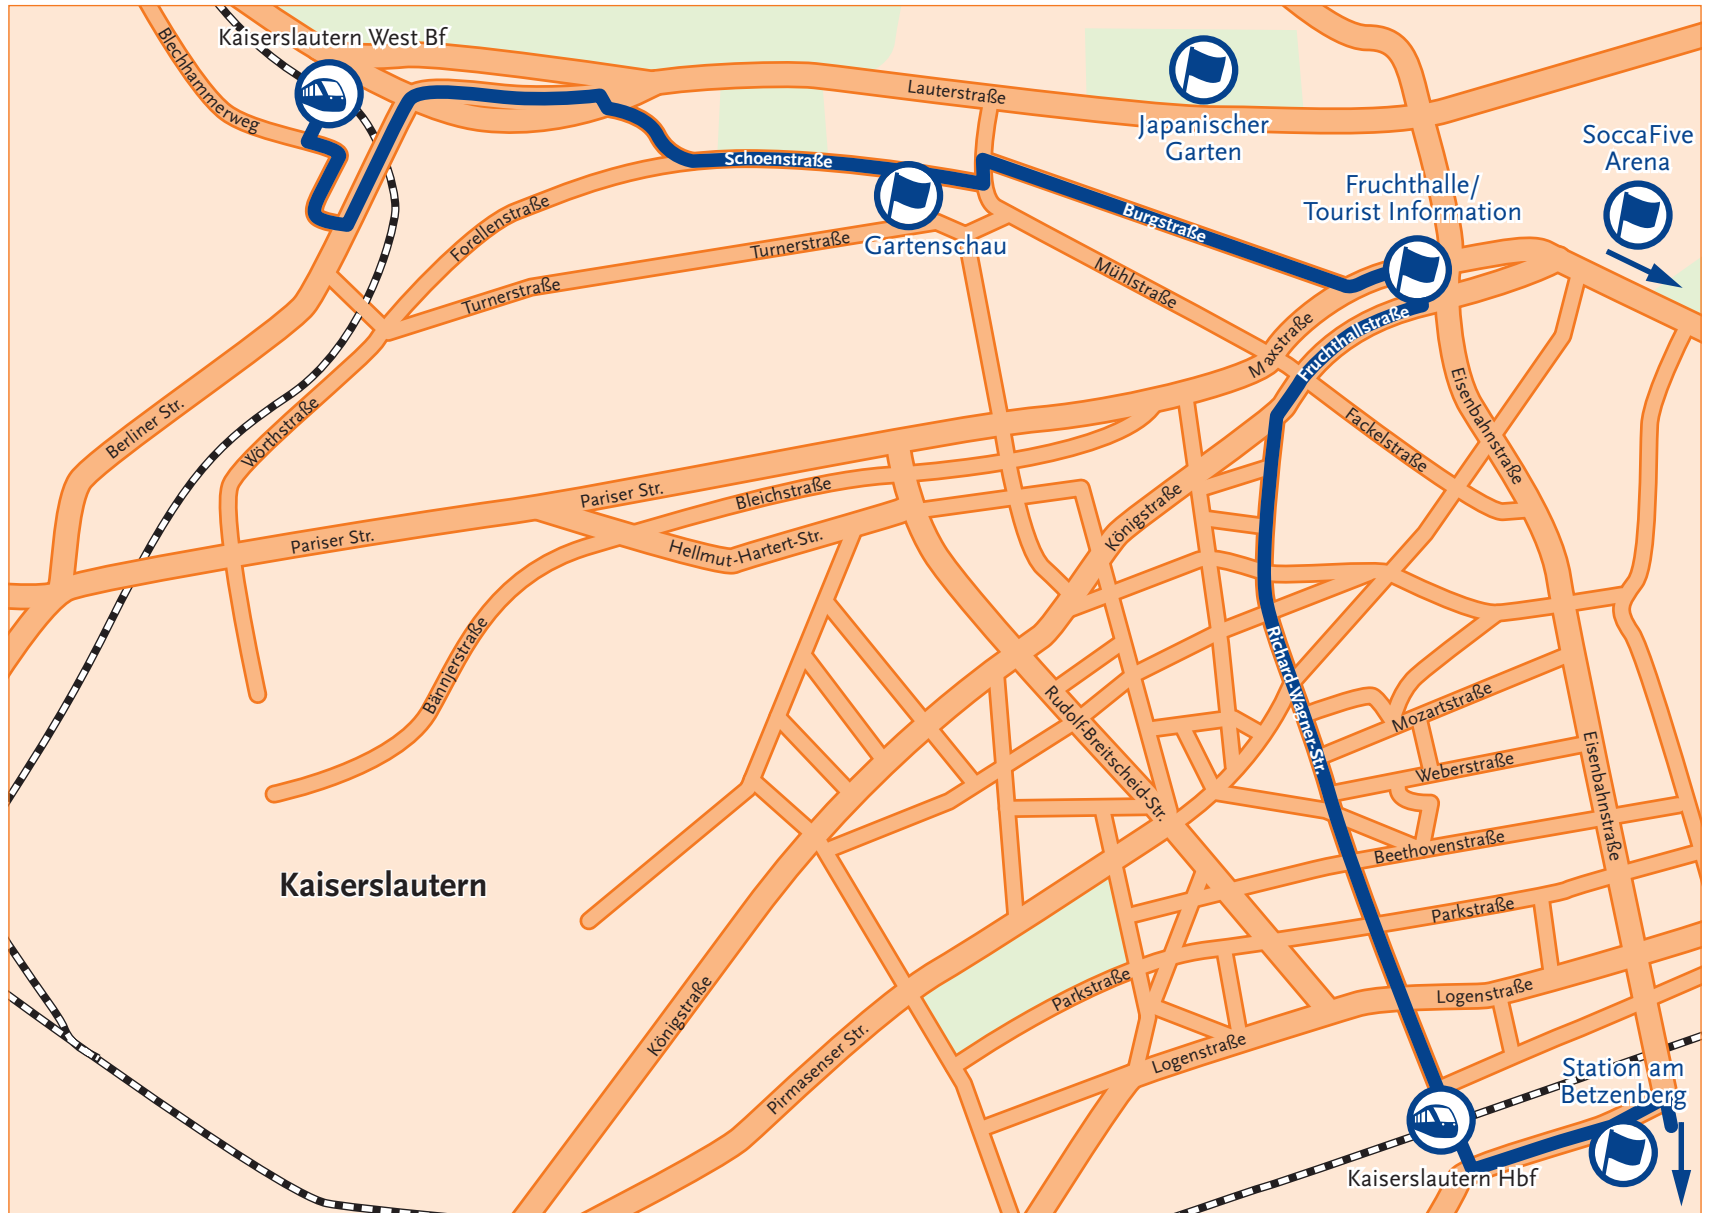 Kaiserslautern West Bf
Blechhammerweg
Lauterstraße
Japanischer
Garten
SoccaFive
Arena
Fruchthalle/
Tourist Information
Schoenstraße
Burgstraße
Gartenschau
Forellenstraße
Turnerstraße
Turnerstraße
Mühlstraße
Maxstraße
Fruchthallstraße
Eisenbahnstraße
Fackelstraße
Berliner Str.
Wörthstraße
Pariser Str.
Pariser Str.
Bleichstraße
Hellmut-Hartert-Str.
Königstraße
Bännjerstraße
Richard-Wagner-Str.
Rudolf-Breitscheid-Str.
Mozartstraße
Weberstraße
Eisenbahnstraße
Beethovenstraße
Kaiserslautern
Parkstraße
Parkstraße
Logenstraße
Logenstraße
Königstraße
Pirmasenser Str.
Station am
Betzenberg
Kaiserslautern Hbf